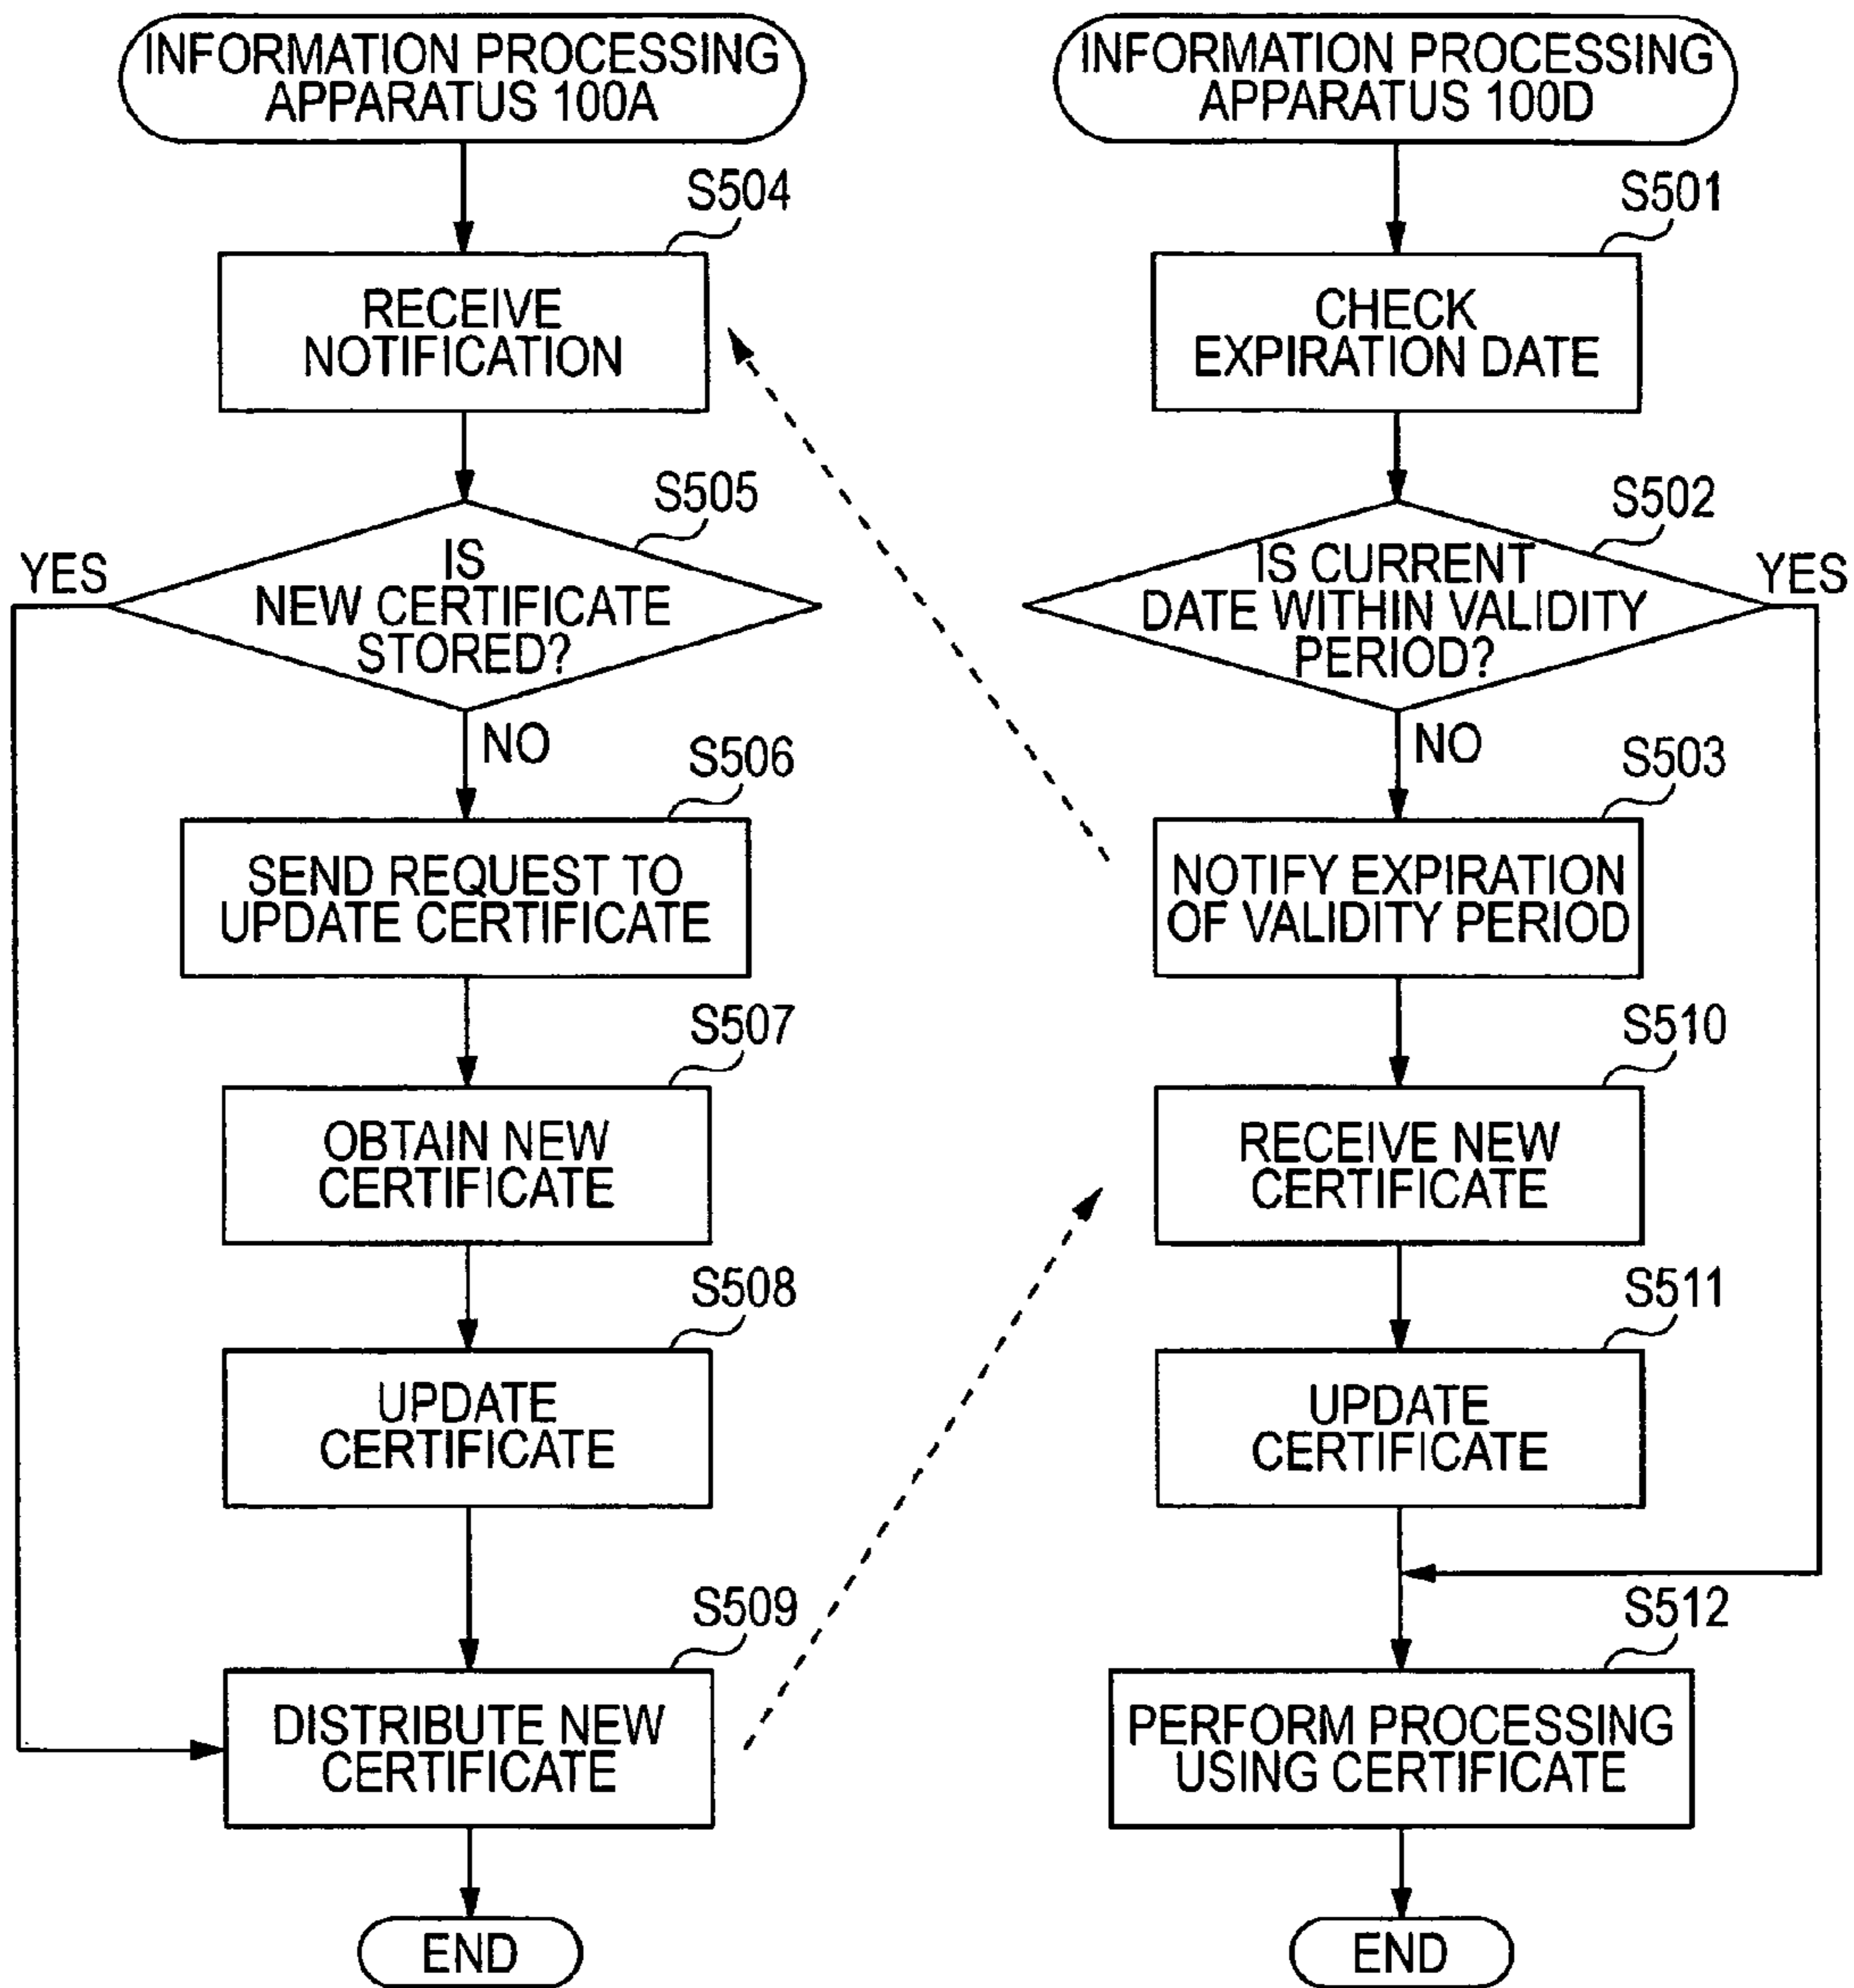 INFORMATION PROCESSING
APPARATUS 100A
S504
RECEIVE
NOTIFICATION
S505
IS
NEW CERTIFICATE
STORED?
YES
NO
S506
SEND REQUEST TO
UPDATE CERTIFICATE
S507
OBTAIN NEW
CERTIFICATE
S508
UPDATE
CERTIFICATE
S509
DISTRIBUTE NEW
CERTIFICATE
END
INFORMATION PROCESSING
APPARATUS 100D
S501
CHECK
EXPIRATION DATE
S502
IS CURRENT
DATE WITHIN VALIDITY
PERIOD?
YES
NO
S503
NOTIFY EXPIRATION
OF VALIDITY PERIOD
S510
RECEIVE NEW
CERTIFICATE
S511
UPDATE
CERTIFICATE
S512
PERFORM PROCESSING
USING CERTIFICATE
END